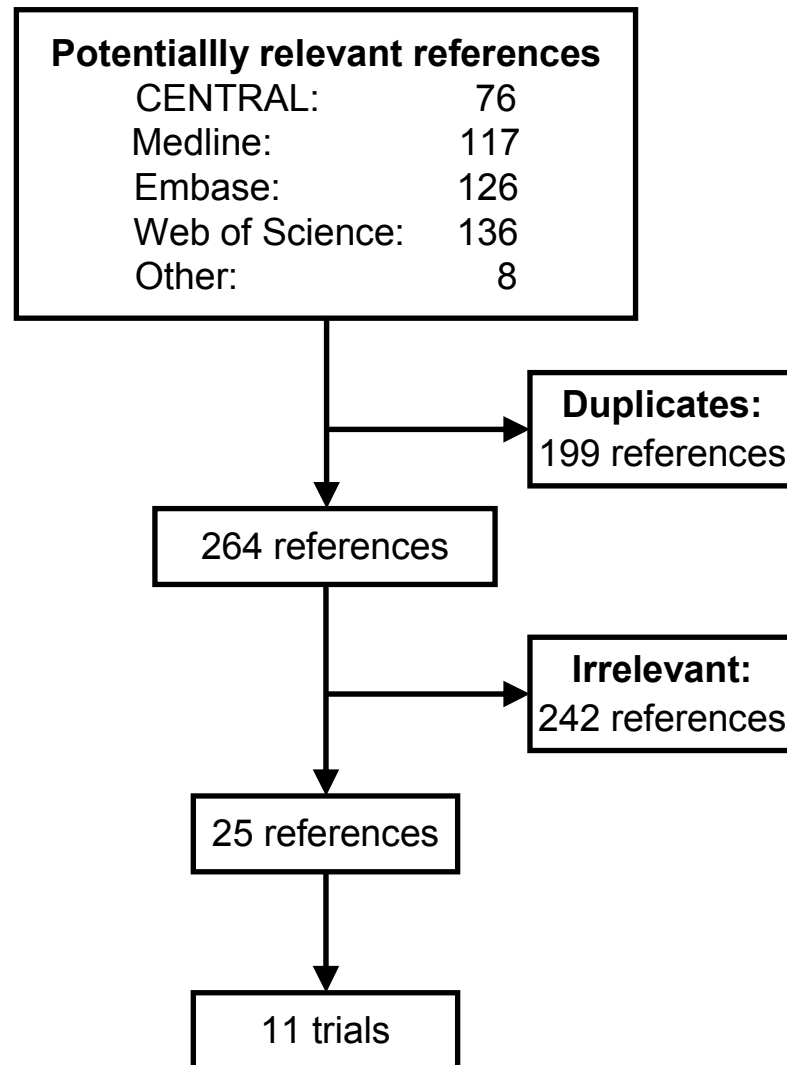 Potentiallly relevant references
CENTRAL: 76
Medline: 117
Embase: 126
Web of Science: 136
Other: 8
Duplicates:
199 references
264 references
Irrelevant:
242 references
25 references
11 trials